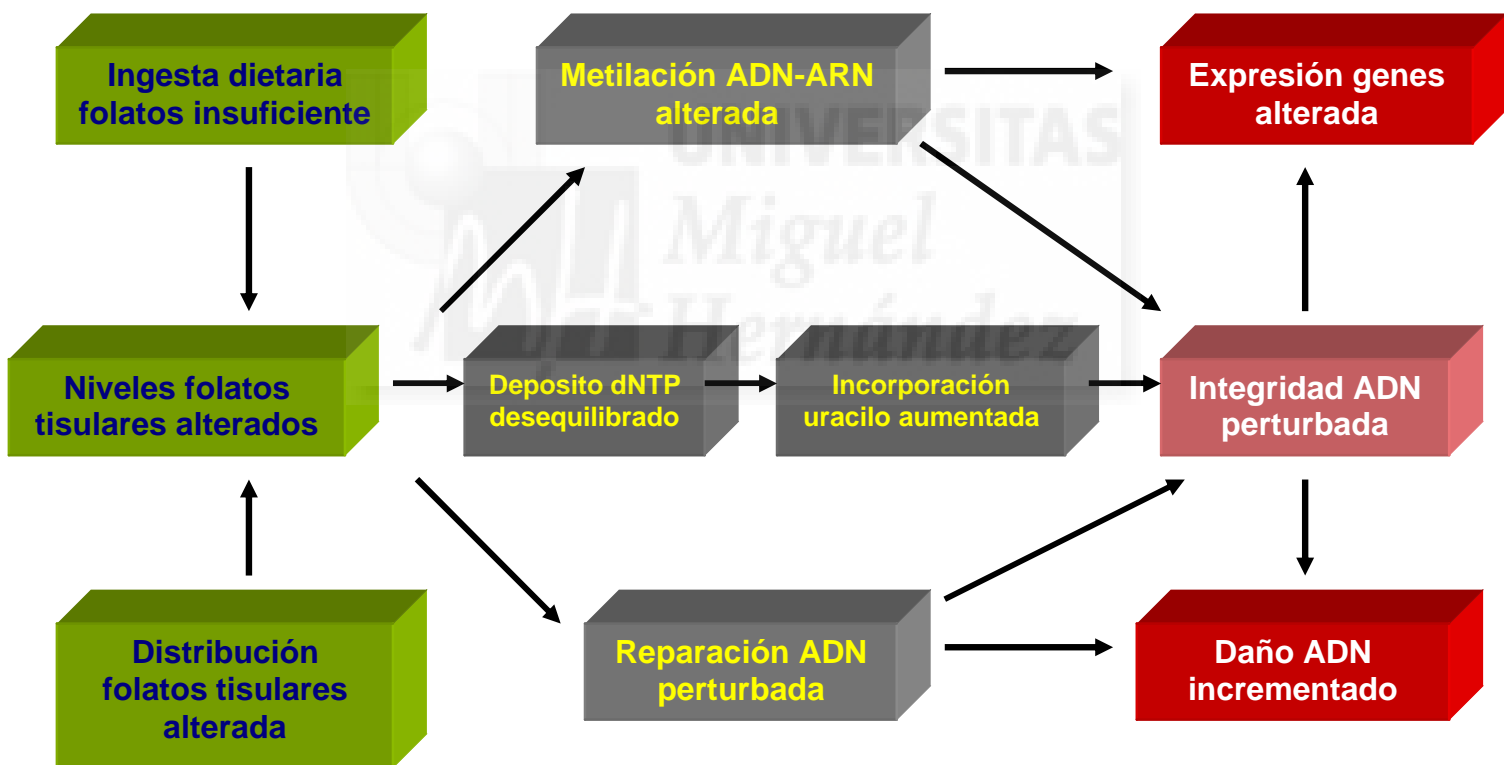 Ingesta dietaria
folatos insuficiente
Metilación ADN-ARN
alterada
Expresión genes
alterada
UNIVERSITAS
Miguel
Hernández
Niveles folatos
tisulares alterados
Deposito dNTP
desequilibrado
Incorporación
uracilo aumentada
Integridad ADN
perturbada
Distribución
folatos tisulares
alterada
Reparación ADN
perturbada
Daño ADN
incrementado